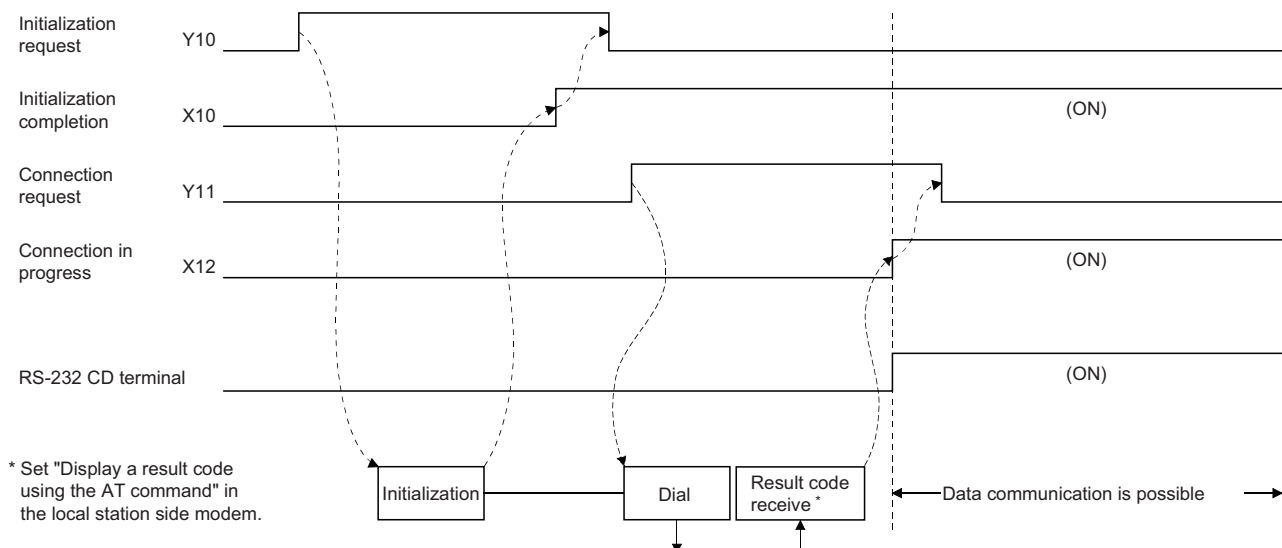 Initialization
request
Y10
Initialization
completion
X10
(ON)
Connection
request
Y11
Connection in
progress
X12
(ON)
RS-232 CD terminal
(ON)
* Set "Display a result code
using the AT command" in
the local station side modem.
Initialization
Dial
Result code
receive *
Data communication is possible